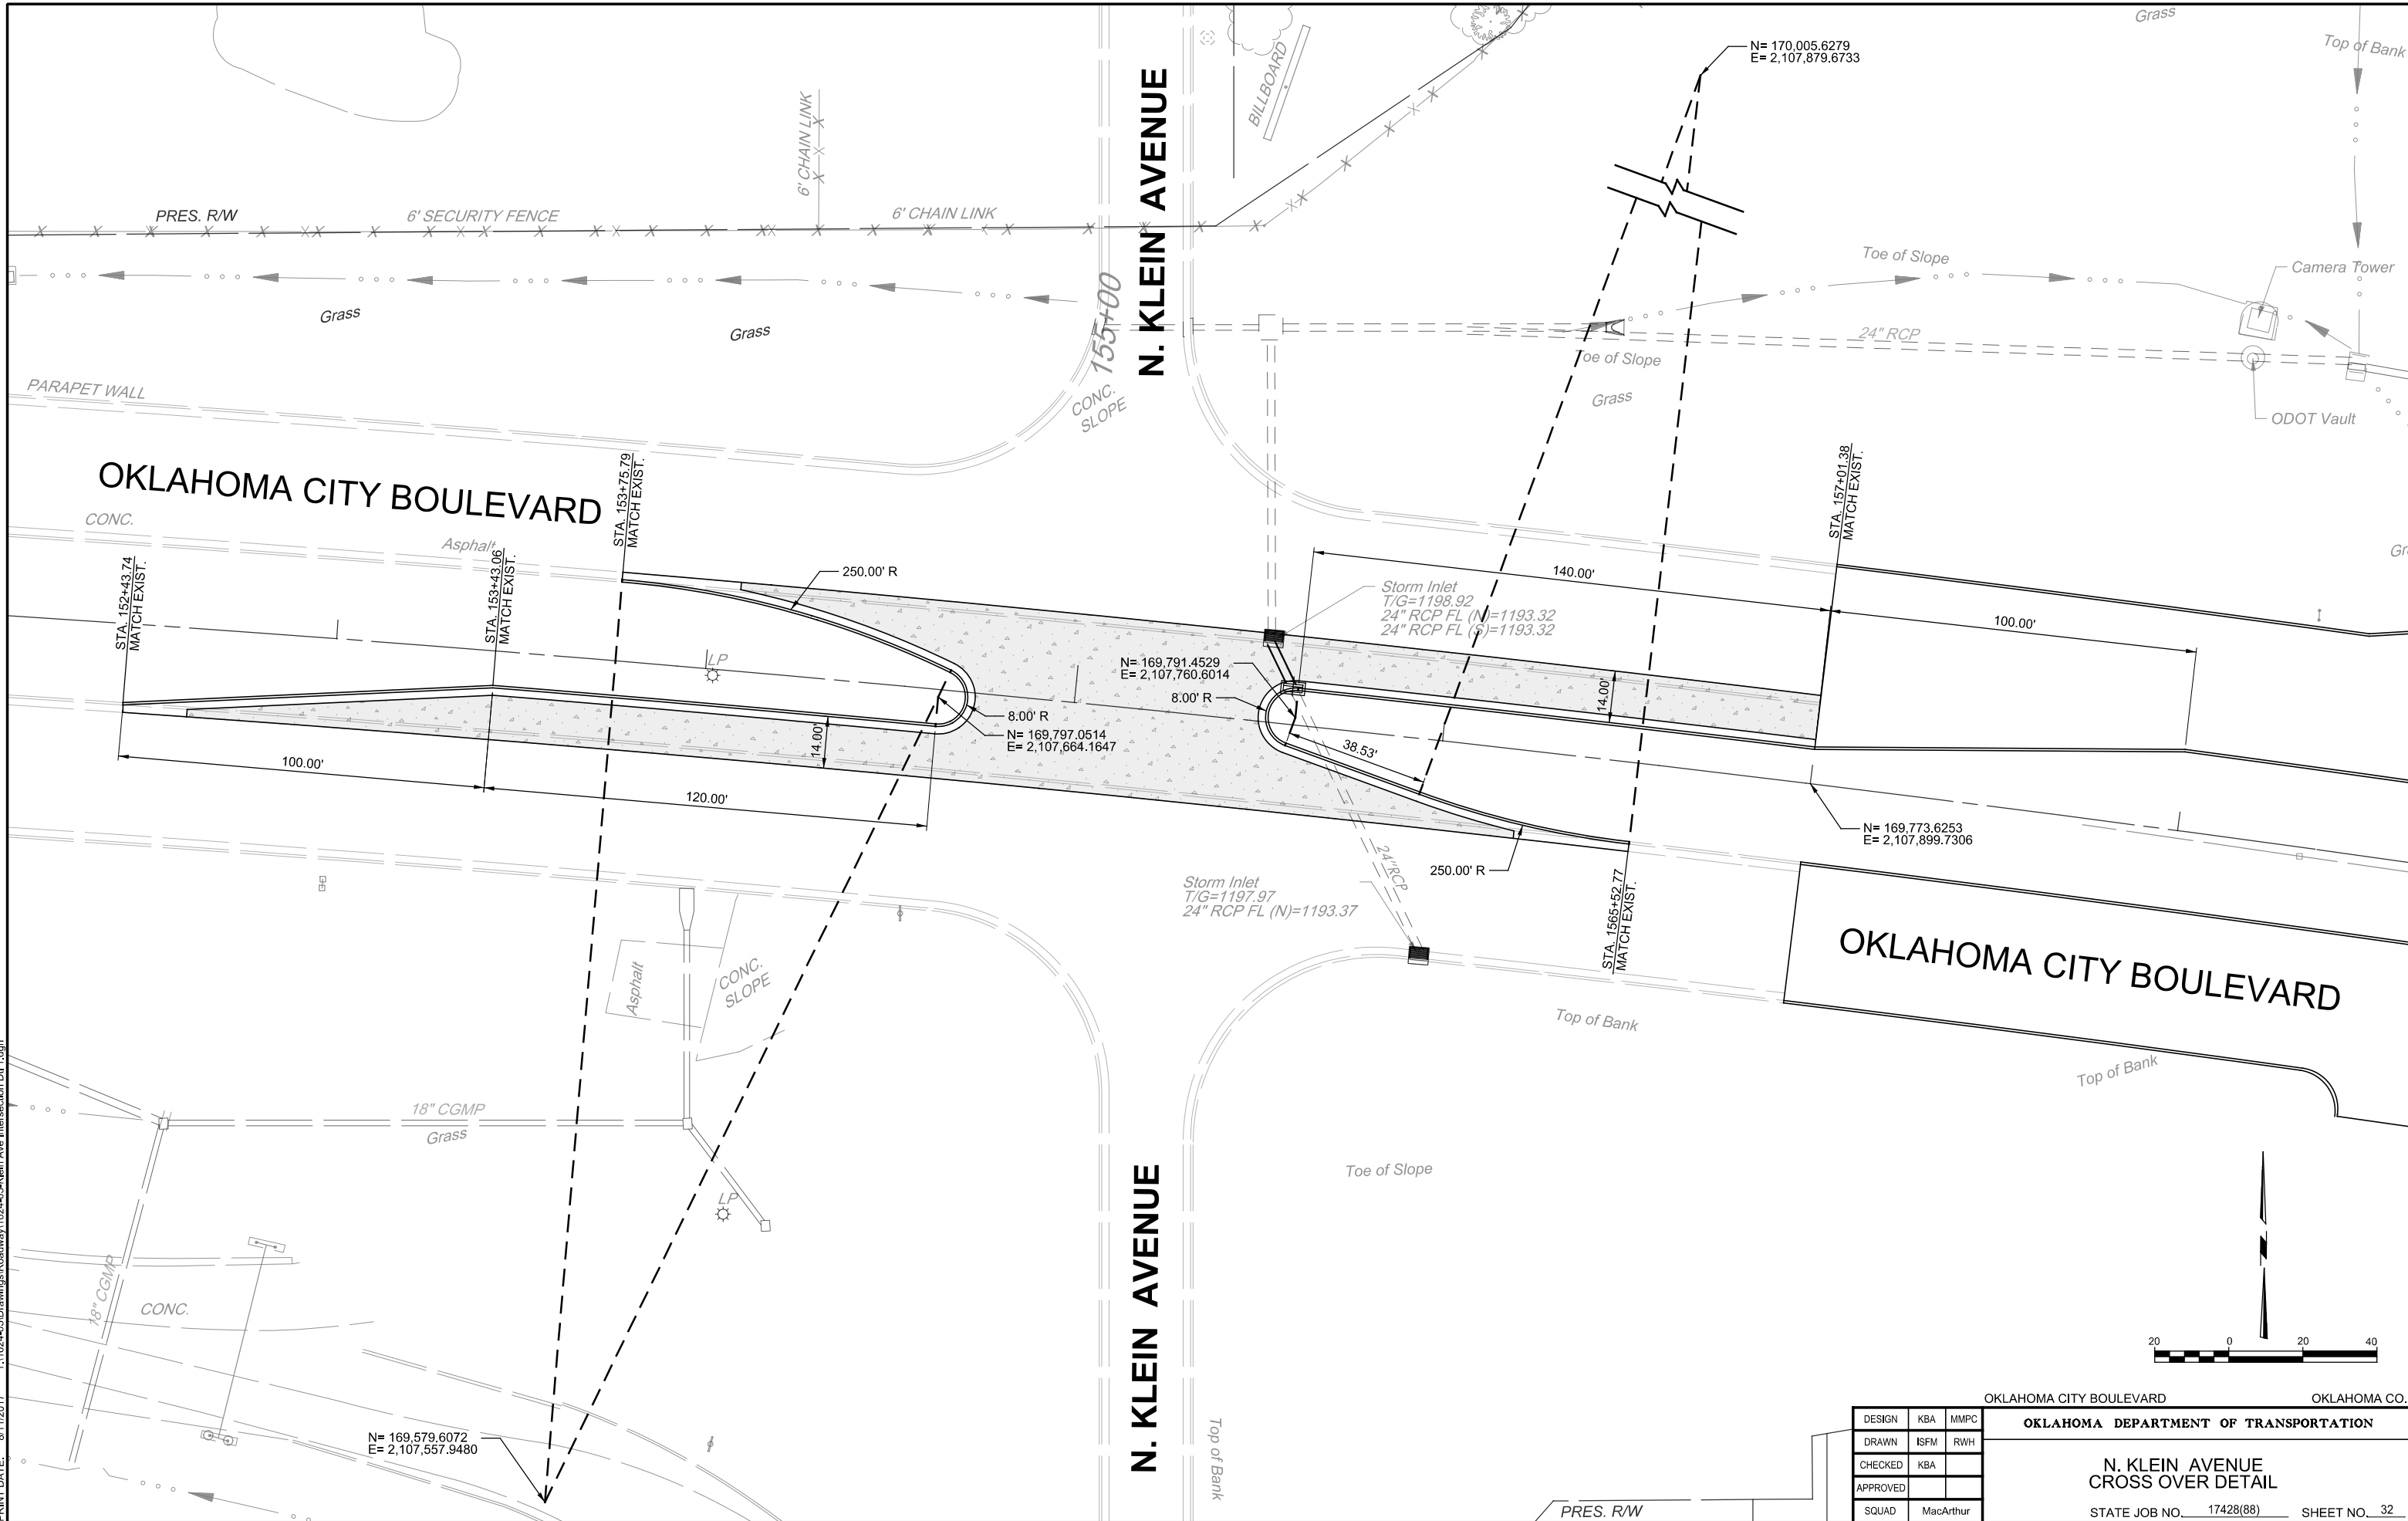 Grass
Top of Bank
N= 170,005.6279
E= 2,107,879.6733
BILLBOARD
N. KLEIN AVENUE
6' CHAIN LINK
PRES. R/W
6' SECURITY FENCE
6' CHAIN LINK
Toe of Slope
Camera Tower
155+00
Grass
Grass
24" RCP
Toe of Slope
Grass
ODOT Vault
PARAPET WALL
CONC.
SLOPE
OKLAHOMA CITY BOULEVARD
STA. 153+75.79
MATCH EXIST.
STA. 157+01.38
MATCH EXIST.
CONC.
Asphalt
STA. 152+43.74
MATCH EXIST.
STA. 153+43.06
MATCH EXIST.
250.00' R
140.00'
Storm Inlet
T/G=1198.92
24" RCP FL (N)=1193.32
24" RCP FL (S)=1193.32
100.00'
LP
N= 169,791.4529
E= 2,107,760.6014
8.00' R
14.00'
8.00' R
N= 169,797.0514
E= 2,107,664.1647
14.00'
38.53'
100.00'
120.00'
N= 169,773.6253
E= 2,107,899.7306
24"RCP
250.00' R
Storm Inlet
T/G=1197.97
24" RCP FL (N)=1193.37
STA. 1565+52.77
MATCH EXIST.
OKLAHOMA CITY BOULEVARD
Asphalt
CONC.
SLOPE
Top of Bank
Top of Bank
18" CGMP
Grass
Toe of Slope
LP
N. KLEIN AVENUE
18" CGMP
CONC.
20 0 20 40
N= 169,579.6072
E= 2,107,557.9480
Top of Bank
PRES. R/W
OKLAHOMA CITY BOULEVARD OKLAHOMA CO.
DESIGN KBA MMPC
DRAWN ISFM RWH
CHECKED KBA
APPROVED
SQUAD MacArthur
OKLAHOMA DEPARTMENT OF TRANSPORTATION
N. KLEIN AVENUE
CROSS OVER DETAIL
STATE JOB NO. 17428(88) SHEET NO. 32